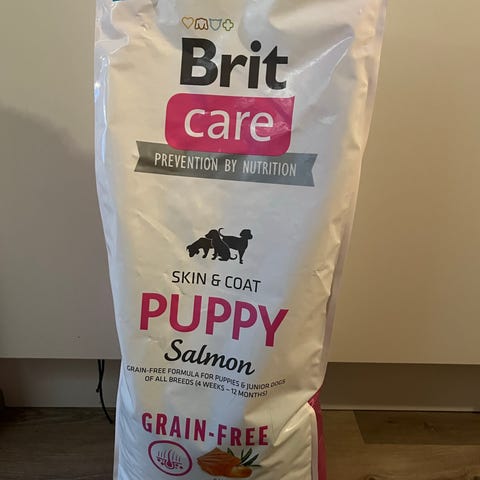 Brit
care
PREVENTION BY NUTRITION
SKIN & COAT
PUPPY
Salmon
GRAIN-FREE FORMULA FOR PUPPIES & JUNIOR DOGS
OF ALL BREEDS (4 WEEKS – 12 MONTHS)
GRAIN-FREE